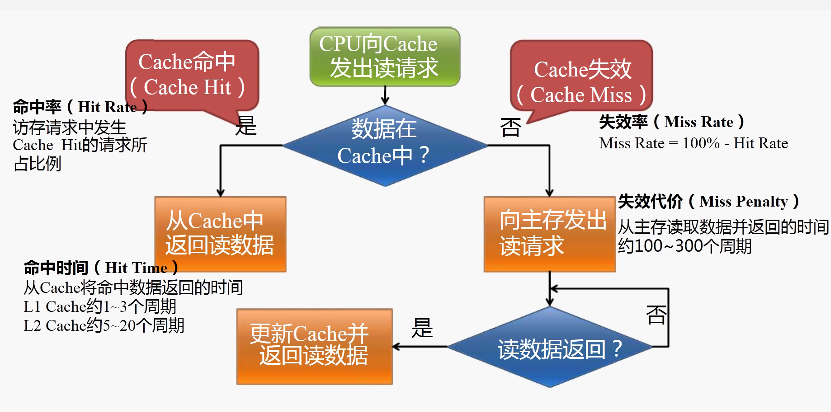 CPU向Cache
发出读请求
Cache命中
（Cache Hit）
Cache失效
（Cache Miss）
命中率（Hit Rate）
访存请求中发生
Cache Hit的请求所
占比例
是
数据在
Cache中？
否
失效率（Miss Rate）
Miss Rate = 100% - Hit Rate
从Cache中
返回读数据
向主存发出
读请求
失效代价（Miss Penalty）
从主存读取数据并返回的时间
约100~300个周期
命中时间（Hit Time）
从Cache将命中数据返回的时间
L1 Cache约1~3个周期
L2 Cache约5~20个周期
更新Cache并
返回读数据
是
读数据返回？
否